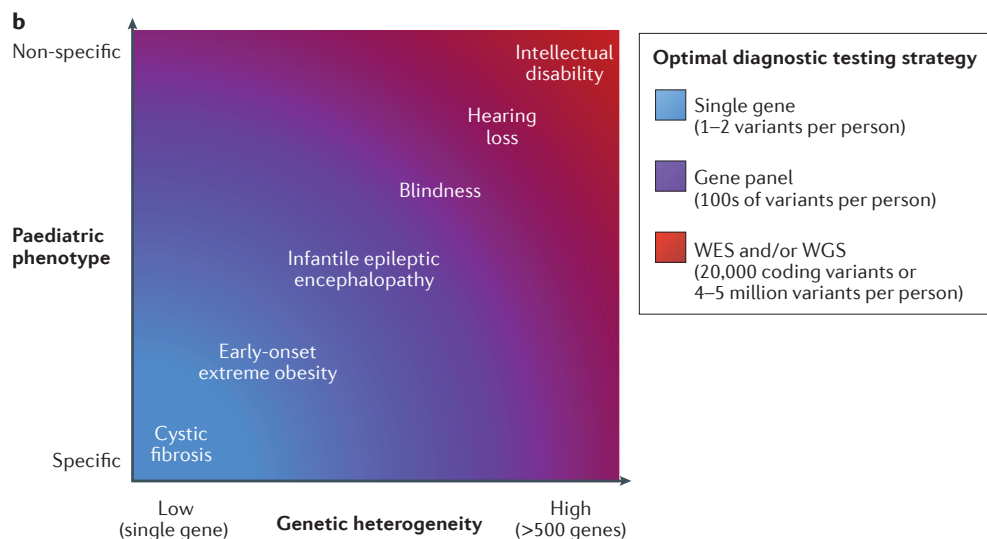 b
Non-specific
Paediatric
phenotype
Specific
Intellectual
disability
Hearing
loss
Blindness
Infantile epileptic
encephalopathy
Early-onset
extreme obesity
Cystic
fibrosis
Low
(single gene)
Genetic heterogeneity
High
(>500 genes)
Optimal diagnostic testing strategy
Single gene
(1–2 variants per person)
Gene panel
(100s of variants per person)
WES and/or WGS
(20,000 coding variants or
4–5 million variants per person)